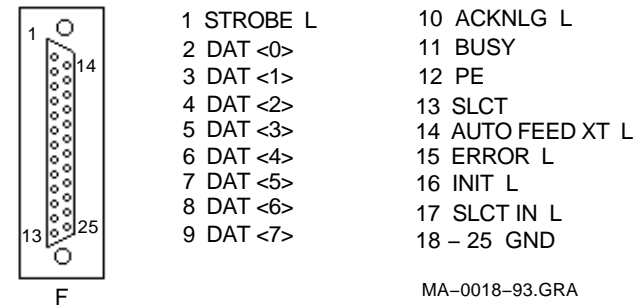 1
14
13
25
F
1 STROBE L
2 DAT <0>
3 DAT <1>
4 DAT <2>
5 DAT <3>
6 DAT <4>
7 DAT <5>
8 DAT <6>
9 DAT <7>
10 ACKNLG L
11 BUSY
12 PE
13 SLCT
14 AUTO FEED XT L
15 ERROR L
16 INIT L
17 SLCT IN L
18 – 25 GND
MA–0018–93.GRA